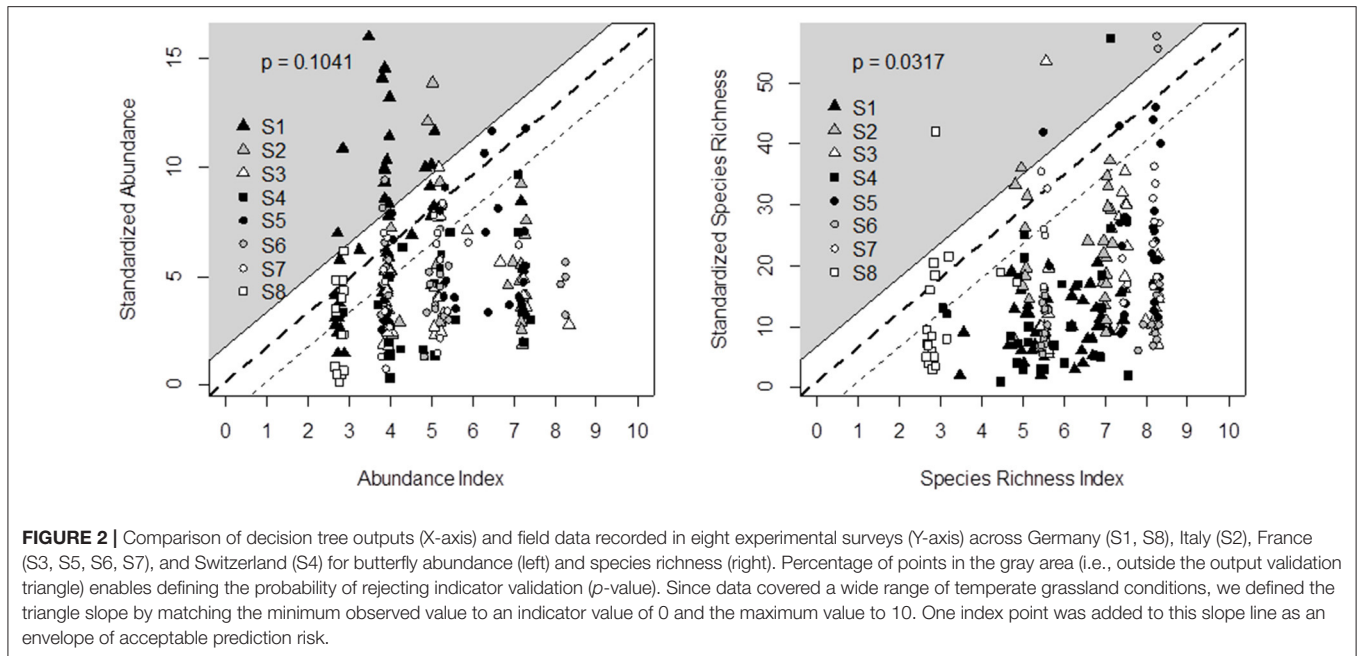 p = 0.1041
S1
S2
S3
S4
S5
S6
S7
S8
Standardized Abundance
0
5
10
15
0 1 2 3 4 5 6 7 8 9 10
Abundance Index
p = 0.0317
S1
S2
S3
S4
S5
S6
S7
S8
Standardized Species Richness
0
10
20
30
40
50
0 1 2 3 4 5 6 7 8 9 10
Species Richness Index
FIGURE 2 | Comparison of decision tree outputs (X-axis) and field data recorded in eight experimental surveys (Y-axis) across Germany (S1, S8), Italy (S2), France
(S3, S5, S6, S7), and Switzerland (S4) for butterfly abundance (left) and species richness (right). Percentage of points in the gray area (i.e., outside the output validation
triangle) enables defining the probability of rejecting indicator validation (p-value). Since data covered a wide range of temperate grassland conditions, we defined the
triangle slope by matching the minimum observed value to an indicator value of 0 and the maximum value to 10. One index point was added to this slope line as an
envelope of acceptable prediction risk.